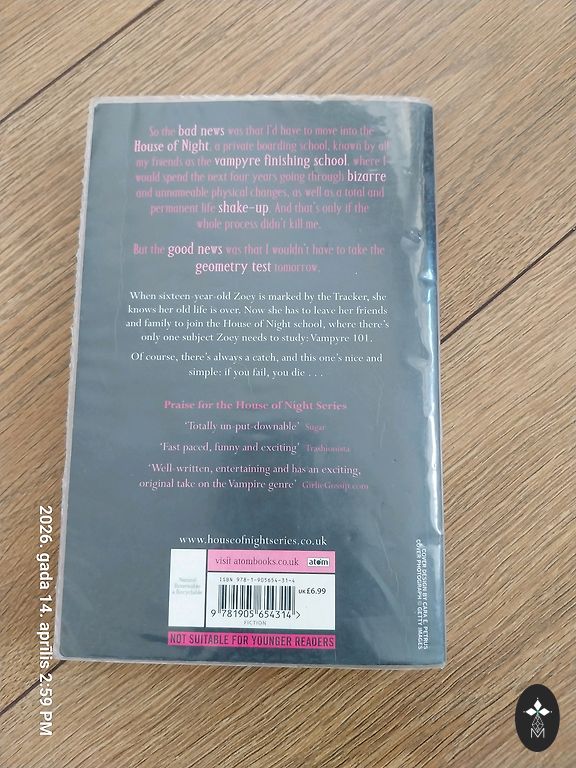 So the bad news was that I'd have to move into the
House of Night, a private boarding school, known by all
my friends as the vampyre finishing school, where I
would spend the next four years going through bizarre
and unnameable physical changes, as well as a total and
permanent life shake-up. And that's only if the
whole process didn't kill me.
But the good news was that I wouldn't have to take the
geometry test tomorrow.
When sixteen-year-old Zoey is marked by the Tracker, she
knows her old life is over. Now she has to leave her friends
and family to join the House of Night school, where there's
only one subject Zoey needs to study: Vampyre 101.
Of course, there's always a catch, and this one's nice and
simple: if you fail, you die . . .
Praise for the House of Night Series
'Totally un-put-downable' Sugar
'Fast paced, funny and exciting' Trashionista
'Well-written, entertaining and has an exciting,
original take on the Vampire genre' GirlieGossip.com
www.houseofnightseries.co.uk
visit atombooks.co.uk atom
Natural
Renewable
& Recyclable
ISBN 978-1-905654-31-4
UK £6.99
9 781905 654314 >
FICTION
NOT SUITABLE FOR YOUNGER READERS
COVER DESIGN BY CARA E. PETRUS
COVER PHOTOGRAPH © GETTY IMAGES
2026. gada 14. aprīlis 2:59 PM
M